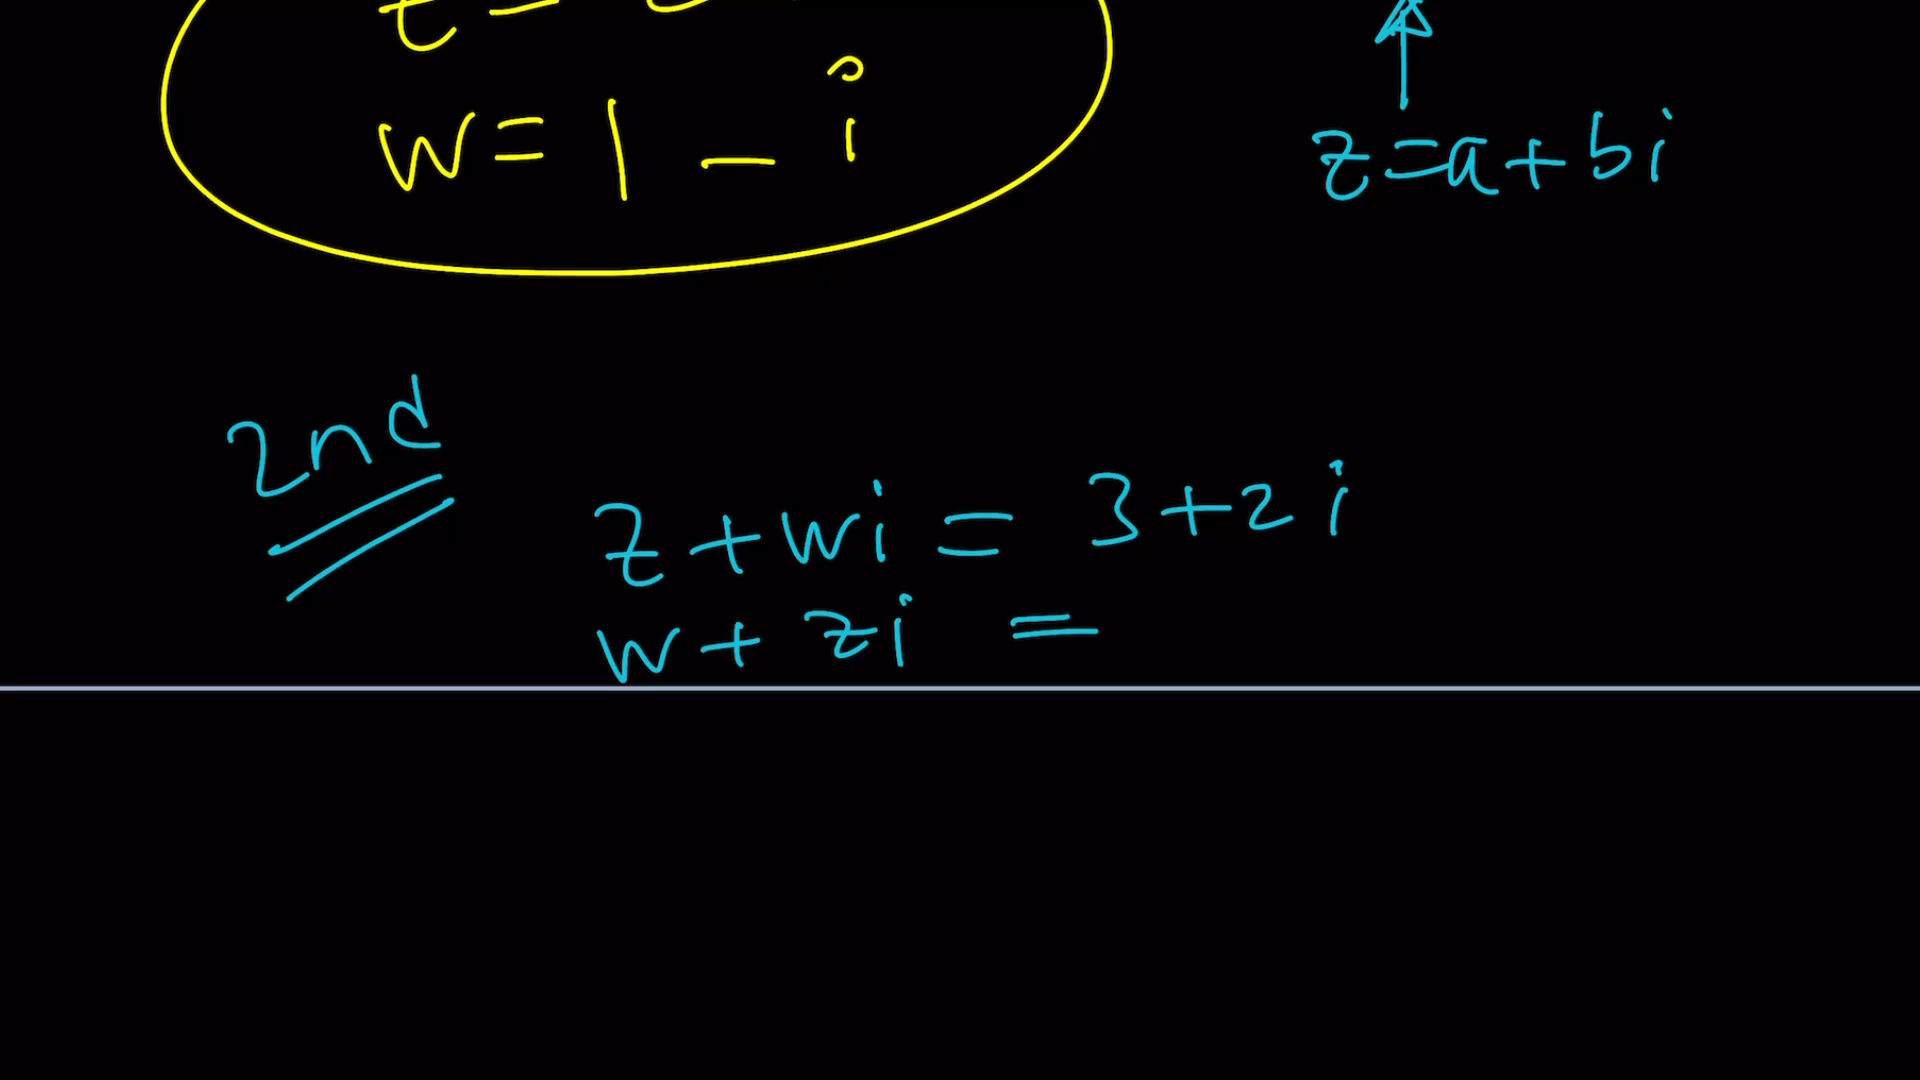 w = 1 - i
z = a + bi
2nd
z + wi = 3 + 2i
w + zi =